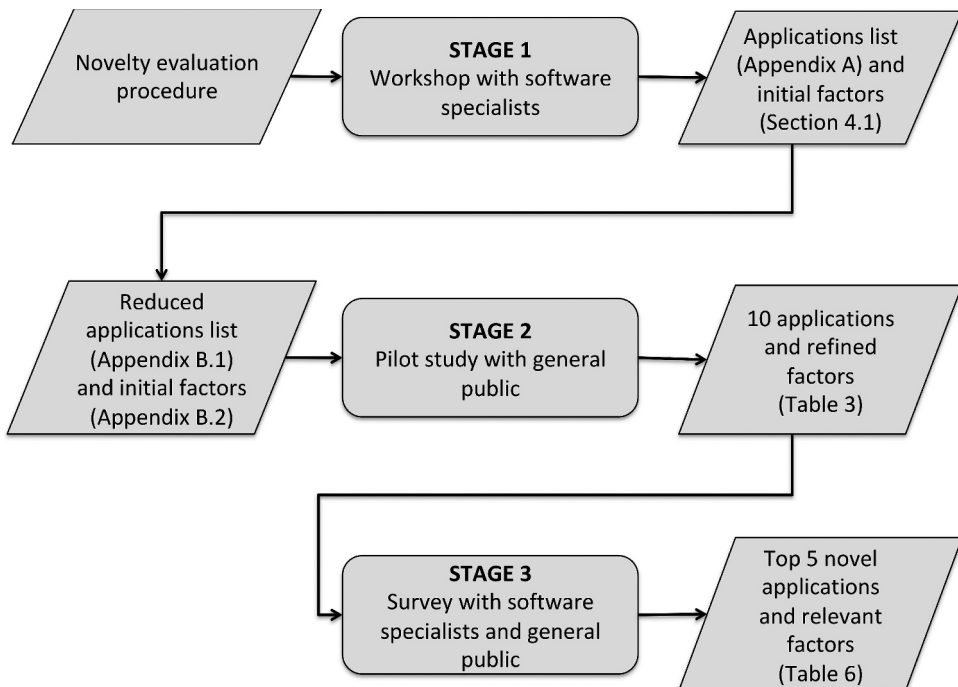 Novelty evaluation
procedure
STAGE 1
Workshop with software
specialists
Applications list
(Appendix A) and
initial factors
(Section 4.1)
Reduced
applications list
(Appendix B.1)
and initial factors
(Appendix B.2)
STAGE 2
Pilot study with general
public
10 applications
and refined
factors
(Table 3)
STAGE 3
Survey with software
specialists and general
public
Top 5 novel
applications
and relevant
factors
(Table 6)